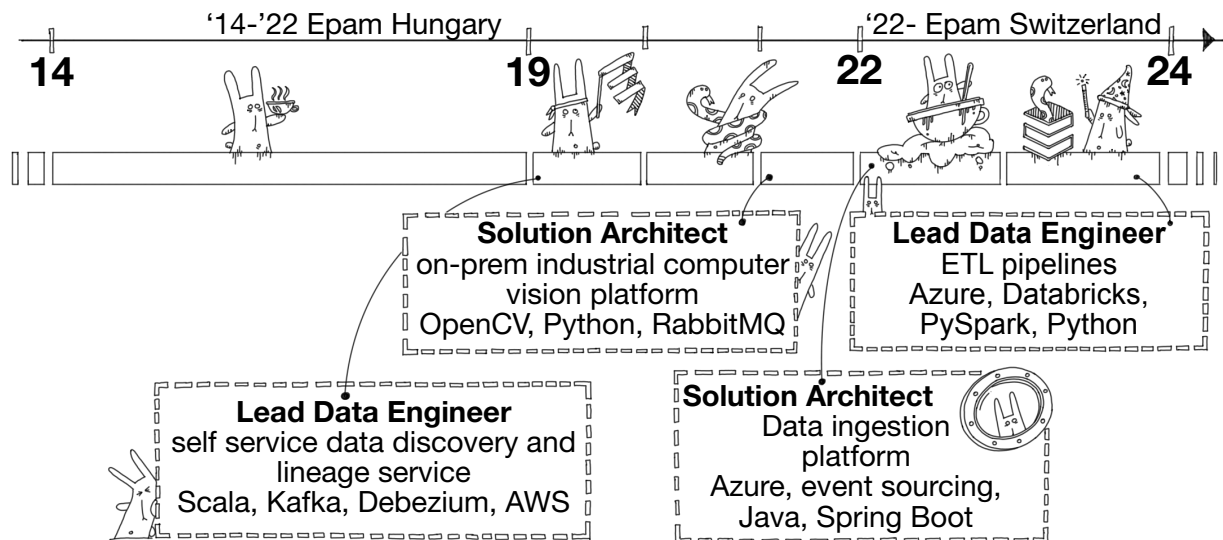 ‘14-’22 Epam Hungary
‘22- Epam Switzerland
14
19
22
24
Solution Architect
on-prem industrial computer
vision platform
OpenCV, Python, RabbitMQ
Lead Data Engineer
ETL pipelines
Azure, Databricks,
PySpark, Python
Lead Data Engineer
self service data discovery and
lineage service
Scala, Kafka, Debezium, AWS
Solution Architect
Data ingestion
platform
Azure, event sourcing,
Java, Spring Boot